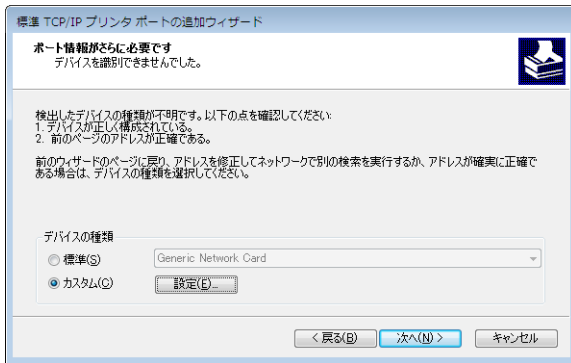 標準 TCP/IP プリンタ ポートの追加ウィザード
ポート情報がさらに必要です
デバイスを識別できませんでした。
検出したデバイスの種類が不明です。以下の点を確認してください:
1. デバイスが正しく構成されている。
2. 前のページのアドレスが正確である。
前のウィザードのページに戻り、アドレスを修正してネットワークで別の検索を実行するか、アドレスが確実に正確で
ある場合は、デバイスの種類を選択してください。
デバイスの種類
標準(S)
Generic Network Card
カスタム(C)
設定(E)...
< 戻る(B)
次へ(N) >
キャンセル